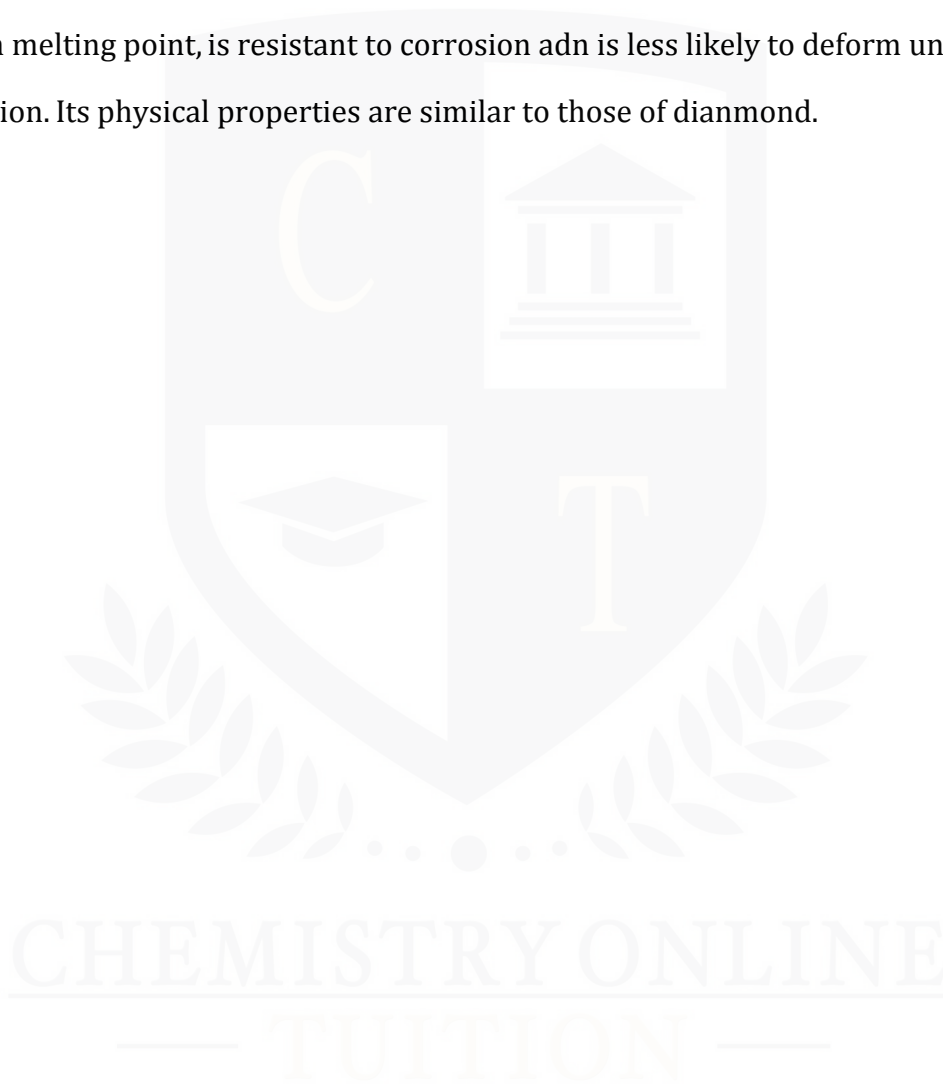 melting point, is resistant to corrosion adn is less likely to deform un
ion. Its physical properties are similar to those of dianmond.
C
T
CHEMISTRY ONLINE
TUITION